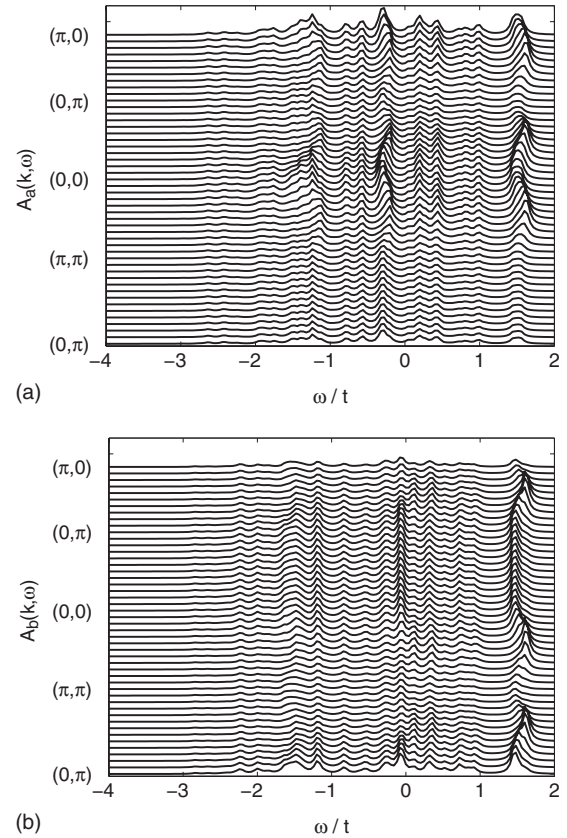 (π,0)
(0,π)
(0,0)
(π,π)
(0,π)
A_a(k,ω)
−4 −3 −2 −1 0 1 2
(a)
ω / t
(π,0)
(0,π)
(0,0)
(π,π)
(0,π)
A_b(k,ω)
−4 −3 −2 −1 0 1 2
(b)
ω / t